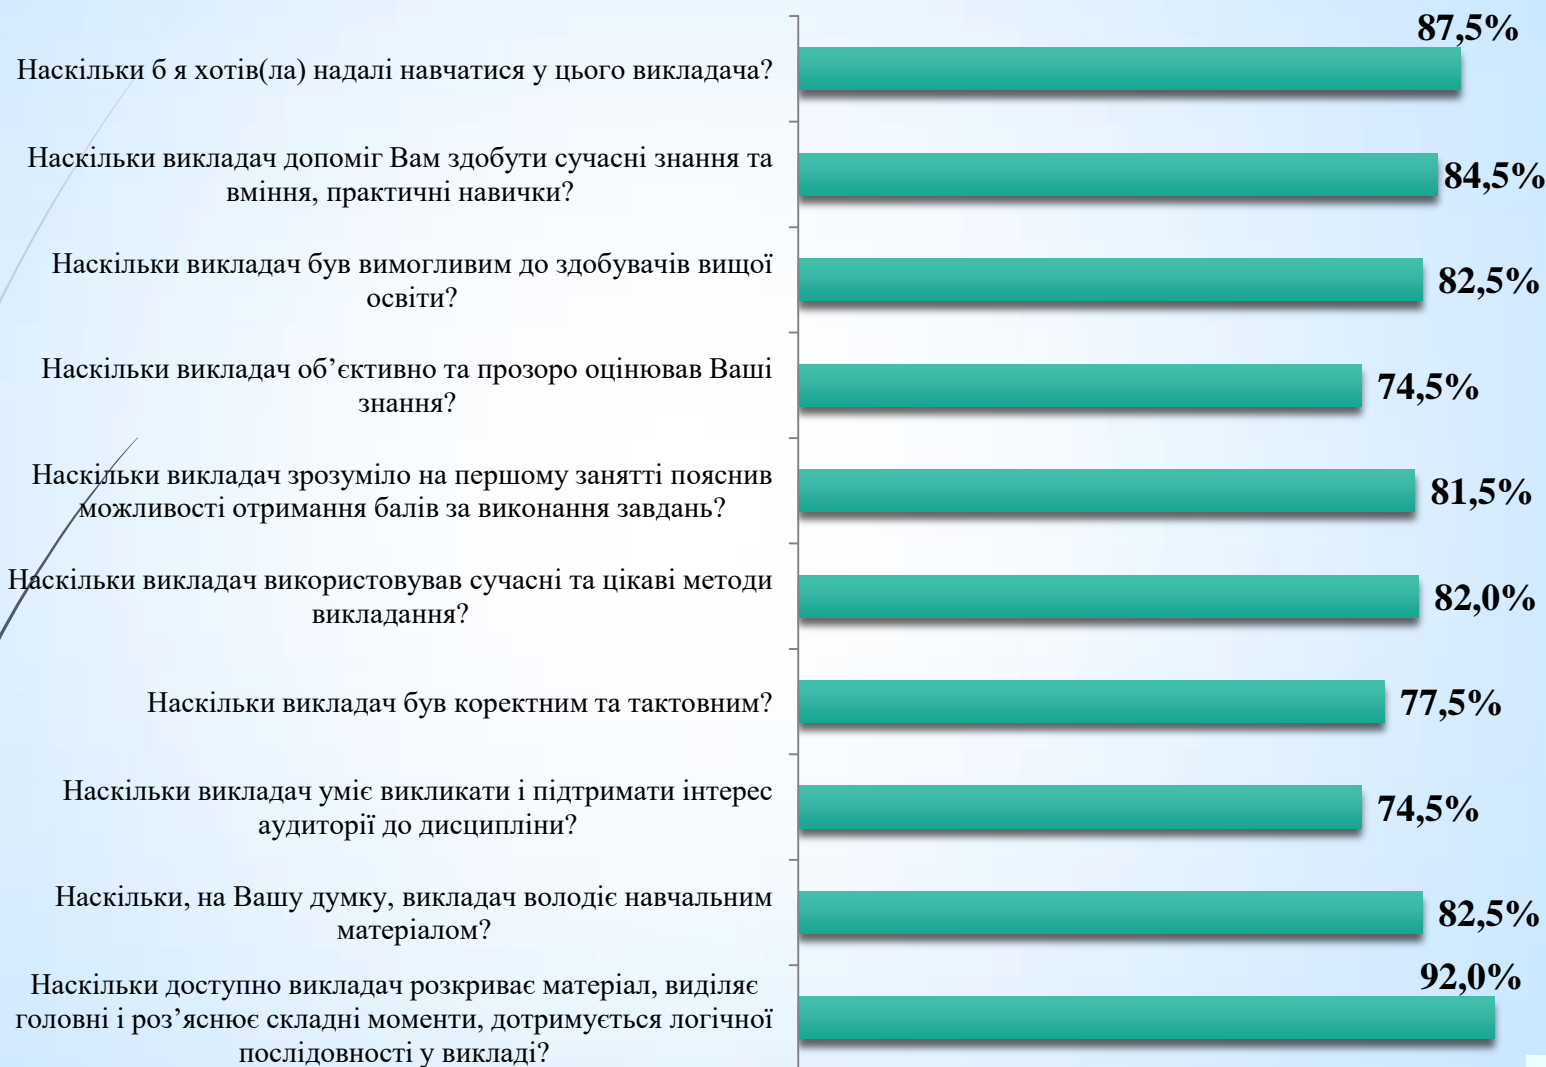 87,5%
Наскільки б я хотів(ла) надалі навчатися у цього викладача?
Наскільки викладач допоміг Вам здобути сучасні знання та
вміння, практичні навички?
84,5%
Наскільки викладач був вимогливим до здобувачів вищої
освіти?
82,5%
Наскільки викладач об’єктивно та прозоро оцінював Ваші
знання?
74,5%
Наскільки викладач зрозуміло на першому занятті пояснив
можливості отримання балів за виконання завдань?
81,5%
Наскільки викладач використовував сучасні та цікаві методи
викладання?
82,0%
Наскільки викладач був коректним та тактовним?
77,5%
Наскільки викладач уміє викликати і підтримати інтерес
аудиторії до дисципліни?
74,5%
Наскільки, на Вашу думку, викладач володіє навчальним
матеріалом?
82,5%
92,0%
Наскільки доступно викладач розкриває матеріал, виділяє
головні і роз’яснює складні моменти, дотримується логічної
послідовності у викладі?